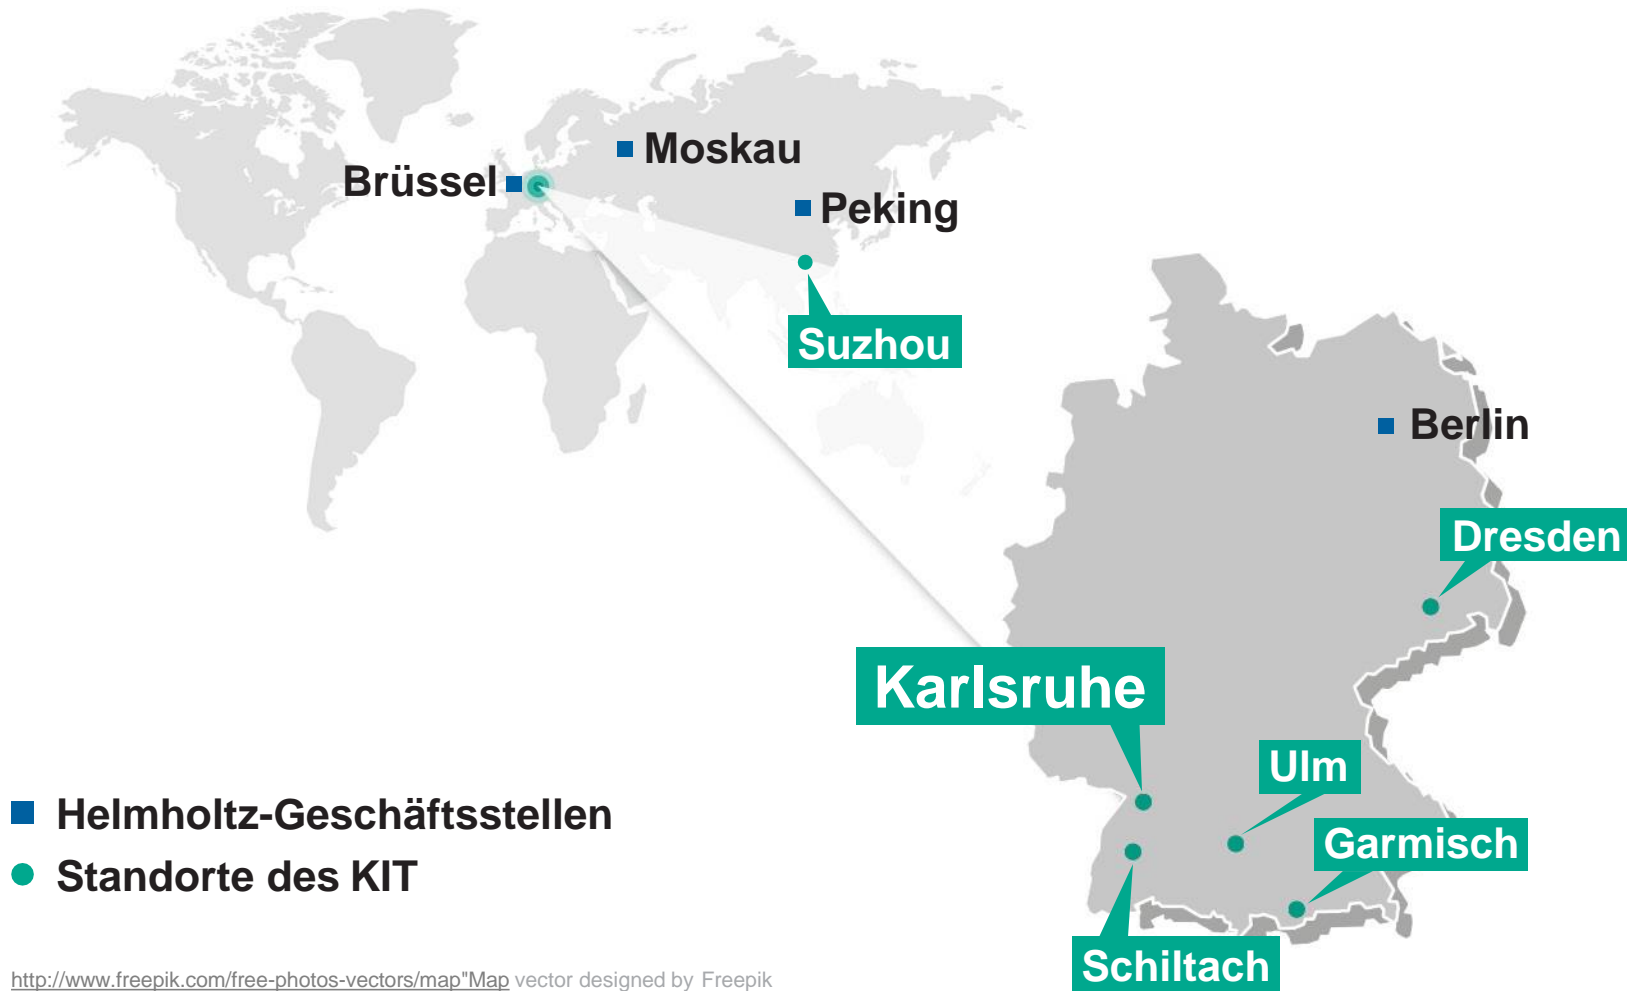 Moskau
Brüssel
Peking
Suzhou
Berlin
Dresden
Karlsruhe
Ulm
Helmholtz-Geschäftsstellen
Garmisch
Standorte des KIT
Schiltach
http://www.freepik.com/free-photos-vectors/map"Map vector designed by Freepik